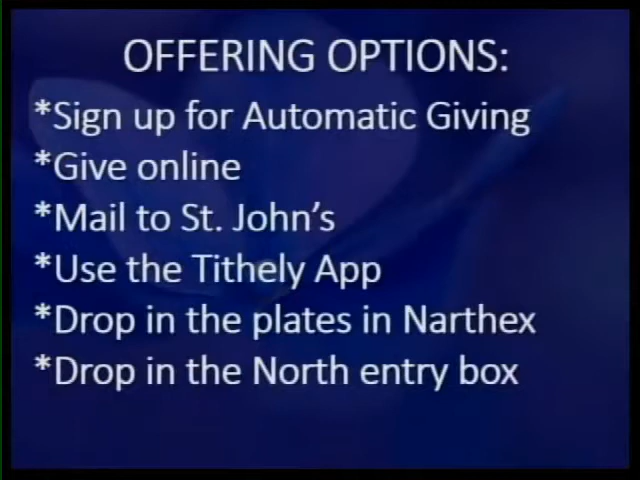 OFFERING OPTIONS:
*Sign up for Automatic Giving
*Give online
*Mail to St. John's
*Use the Tithely App
*Drop in the plates in Narthex
*Drop in the North entry box